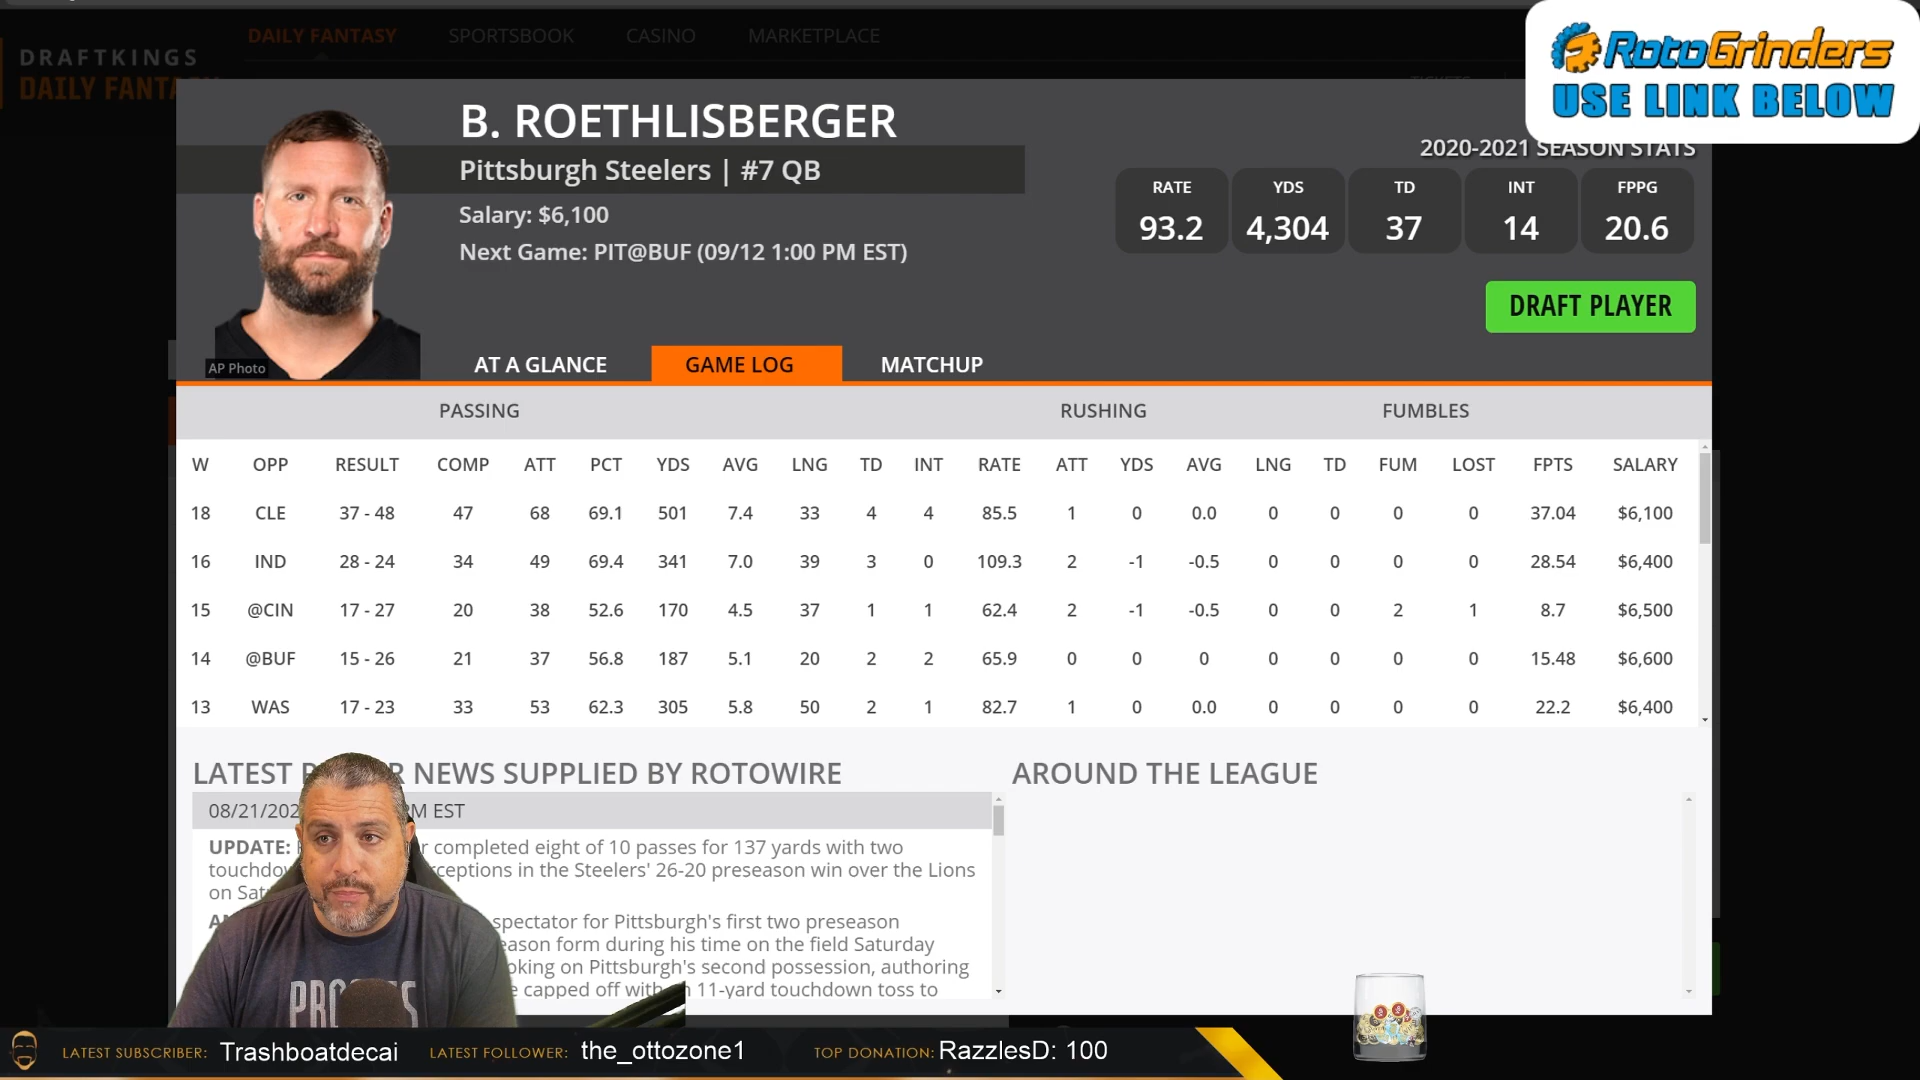 DAILY FANTASY SPORTSBOOK CASINO MARKETPLACE
DRAFTKINGS
DAILY FANTA
RotoGrinders
USE LINK BELOW
B. ROETHLISBERGER
Pittsburgh Steelers | #7 QB
Salary: $6,100
Next Game: PIT@BUF (09/12 1:00 PM EST)
2020-2021 SEASON STATS
RATE YDS TD INT FPPG
93.2 4,304 37 14 20.6
DRAFT PLAYER
AP Photo
AT A GLANCE GAME LOG MATCHUP
PASSING RUSHING FUMBLES
W OPP RESULT COMP ATT PCT YDS AVG LNG TD INT RATE ATT YDS AVG LNG TD FUM LOST FPTS SALARY
18 CLE 37 - 48 47 68 69.1 501 7.4 33 4 4 85.5 1 0 0.0 0 0 0 0 37.04 $6,100
16 IND 28 - 24 34 49 69.4 341 7.0 39 3 0 109.3 2 -1 -0.5 0 0 0 0 28.54 $6,400
15 @CIN 17 - 27 20 38 52.6 170 4.5 37 1 1 62.4 2 -1 -0.5 0 0 2 1 8.7 $6,500
14 @BUF 15 - 26 21 37 56.8 187 5.1 20 2 2 65.9 0 0 0 0 0 0 0 15.48 $6,600
13 WAS 17 - 23 33 53 62.3 305 5.8 50 2 1 82.7 1 0 0.0 0 0 0 0 22.2 $6,400
LATEST P R NEWS SUPPLIED BY ROTOWIRE
AROUND THE LEAGUE
08/21/202 PM EST
UPDATE: r completed eight of 10 passes for 137 yards with two
touchdow rceptions in the Steelers' 26-20 preseason win over the Lions
on Sat
spectator for Pittsburgh's first two preseason
eason form during his time on the field Saturday
oking on Pittsburgh's second possession, authoring
e capped off with n 11-yard touchdown toss to
LATEST SUBSCRIBER: Trashboatdecai LATEST FOLLOWER: the_ottozone1 TOP DONATION: RazzlesD: 100